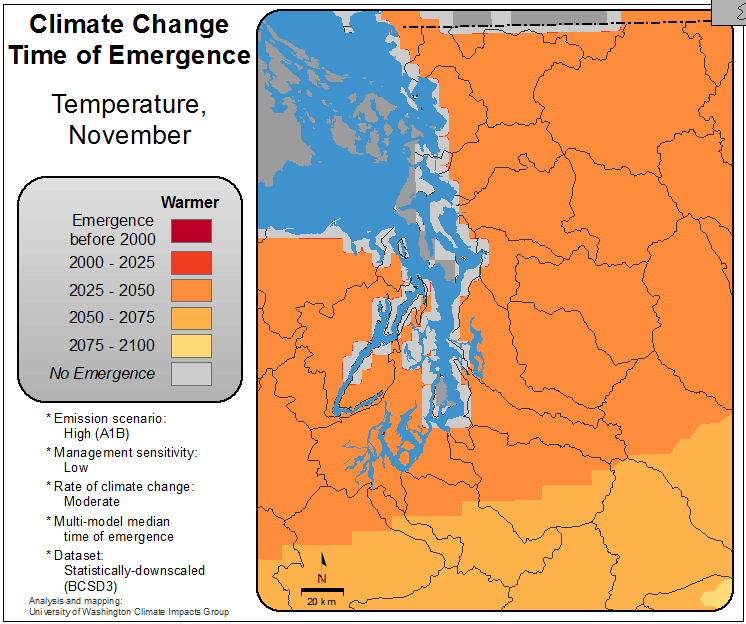 Climate Change
Time of Emergence
Temperature,
November
Warmer
Emergence
before 2000
2000 - 2025
2025 - 2050
2050 - 2075
2075 - 2100
No Emergence
* Emission scenario:
High (A1B)
* Management sensitivity:
Low
* Rate of climate change:
Moderate
* Multi-model median
time of emergence
* Dataset:
Statistically-downscaled
(BCSD3)
Analysis and mapping:
University of Washington Climate Impacts Group
N
20 km